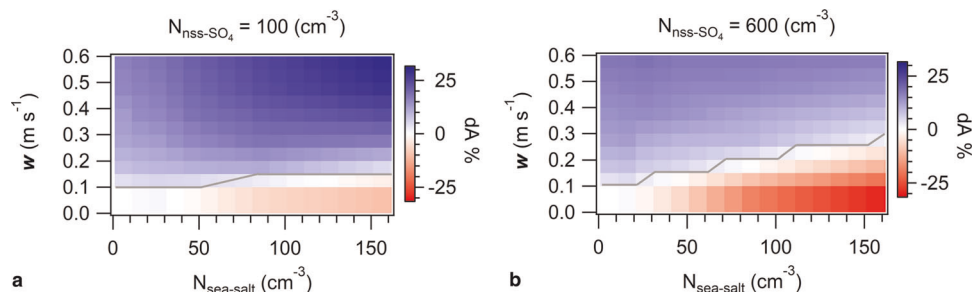 N_nss-SO4 = 100 (cm-3)
0.6
0.5
0.4
0.3
0.2
0.1
0.0
w (m s-1)
0 50 100 150
N_sea-salt (cm-3)
25
0
-25
dA %
a
N_nss-SO4 = 600 (cm-3)
0.6
0.5
0.4
0.3
0.2
0.1
0.0
w (m s-1)
0 50 100 150
N_sea-salt (cm-3)
25
0
-25
dA %
b